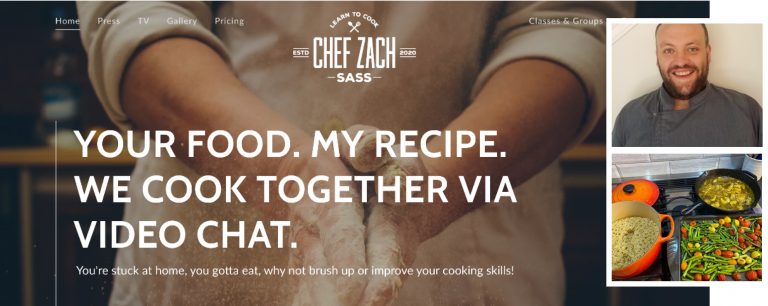 Home Press TV Gallery Pricing Classes & Groups
LEARN TO COOK
ESTD CHEF ZACH 2020
SASS
YOUR FOOD. MY RECIPE.
WE COOK TOGETHER VIA
VIDEO CHAT.
You're stuck at home, you gotta eat, why not brush up or improve your cooking skills!